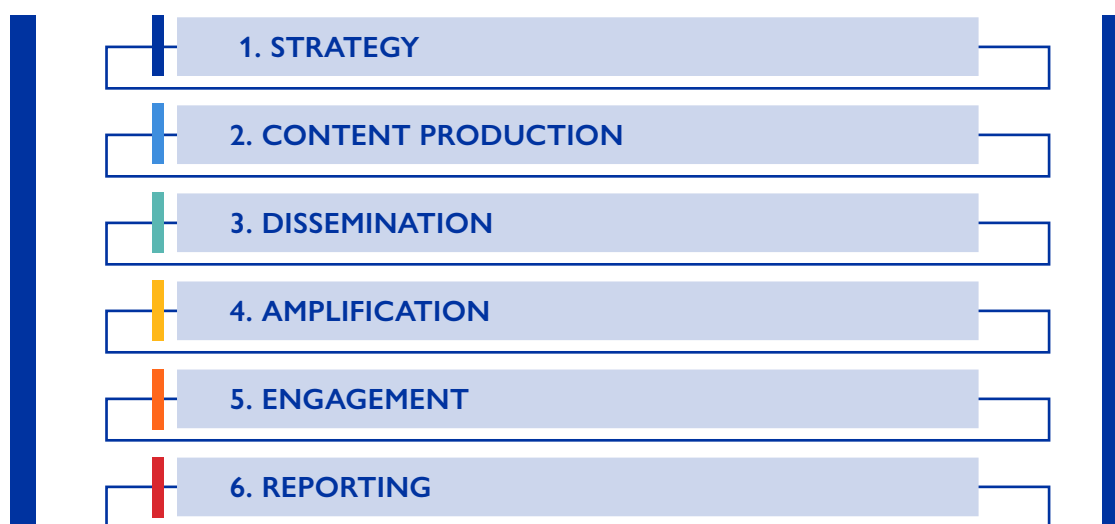 1. STRATEGY
2. CONTENT PRODUCTION
3. DISSEMINATION
4. AMPLIFICATION
5. ENGAGEMENT
6. REPORTING